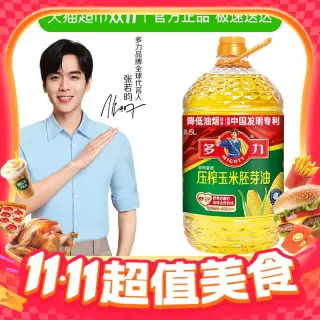 天猫超市双11 官方正品 极速送达
多力品牌全球代言人
张若昀
降低油烟
中国发明专利
5L
多力
MIGHTY
压榨玉米胚芽油
11·11超值美食